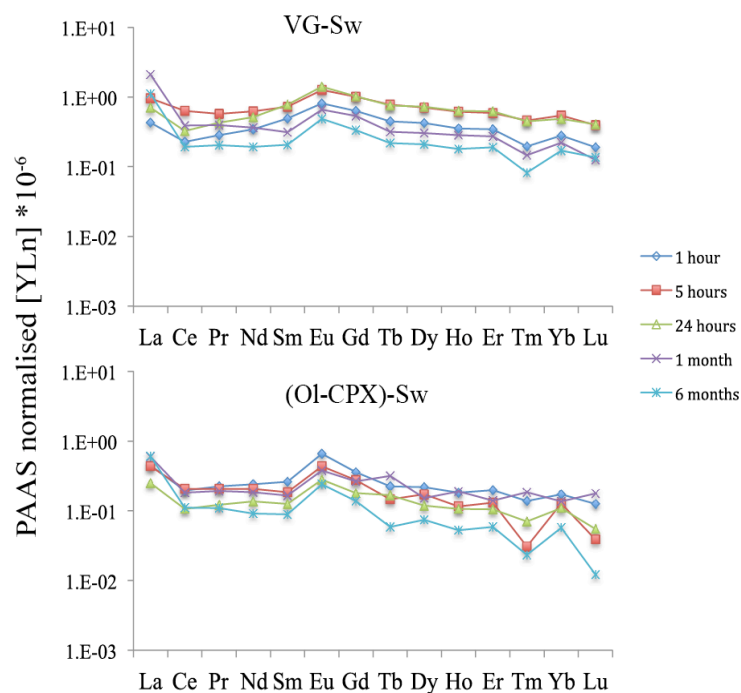 VG-Sw
1.E+01
1.E+00
1.E-01
1.E-02
1.E-03
La Ce Pr Nd Sm Eu Gd Tb Dy Ho Er Tm Yb Lu
PAAS normalised [YLn] *10-6
(Ol-CPX)-Sw
1.E+01
1.E+00
1.E-01
1.E-02
1.E-03
La Ce Pr Nd Sm Eu Gd Tb Dy Ho Er Tm Yb Lu
1 hour
5 hours
24 hours
1 month
6 months